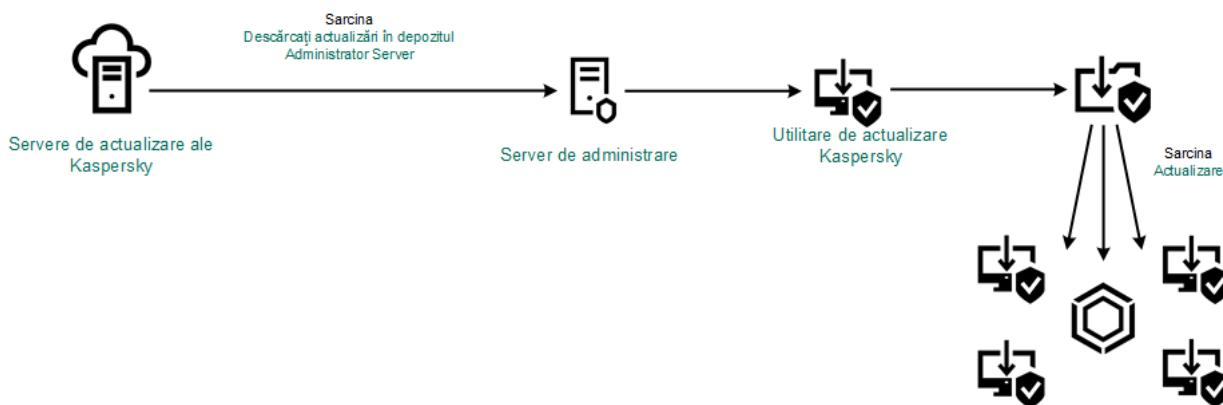 Sarcina
Descărcați actualizări în depozitul
Administrator Server
Servere de actualizare ale
Kaspersky
Server de administrare
Utilitare de actualizare
Kaspersky
Sarcina
Actualizare